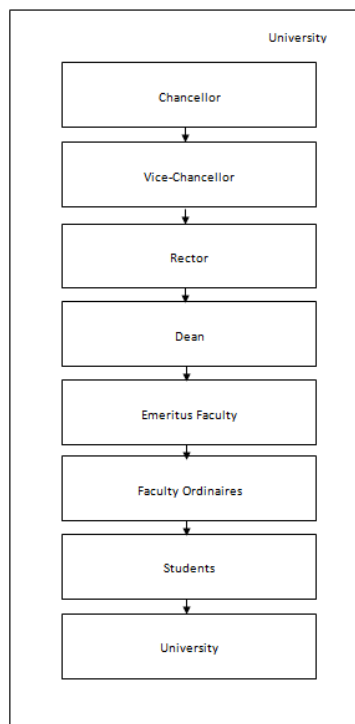 University
Chancellor
Vice-Chancellor
Rector
Dean
Emeritus Faculty
Faculty Ordinaires
Students
University